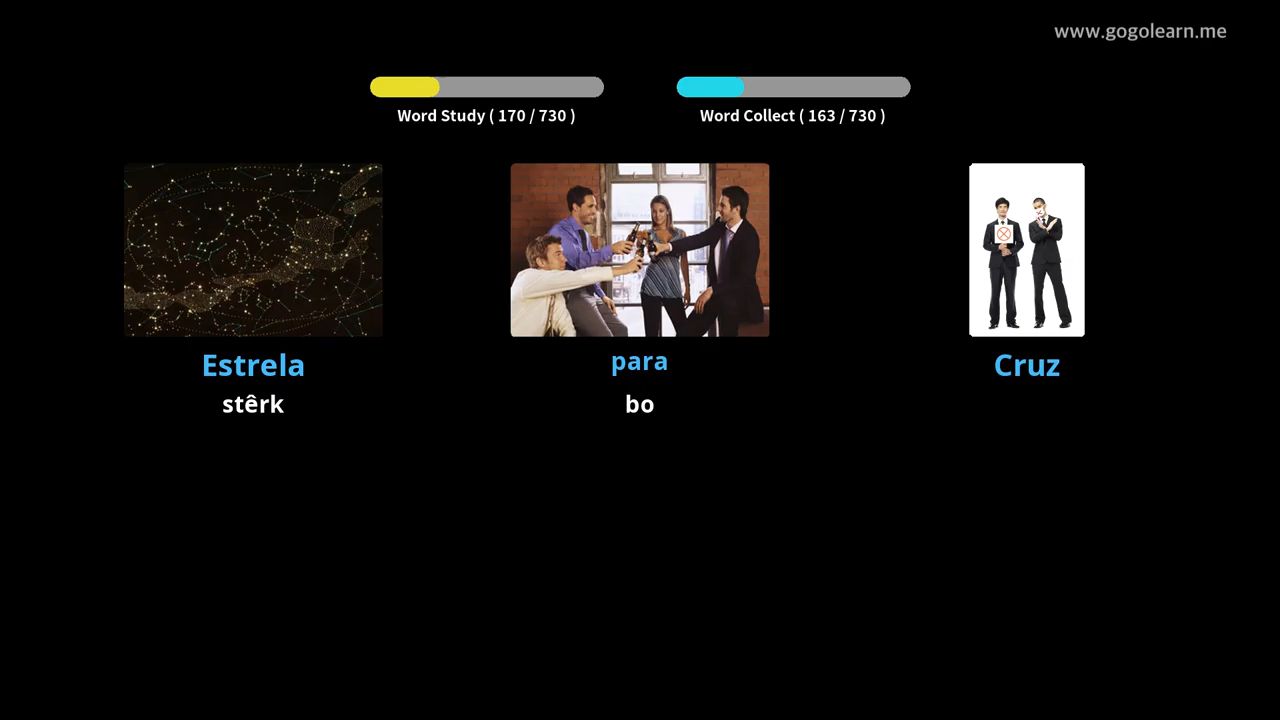 www.gogolearn.me
Word Study ( 170 / 730 )
Word Collect ( 163 / 730 )
Estrela
stêrk
para
bo
Cruz